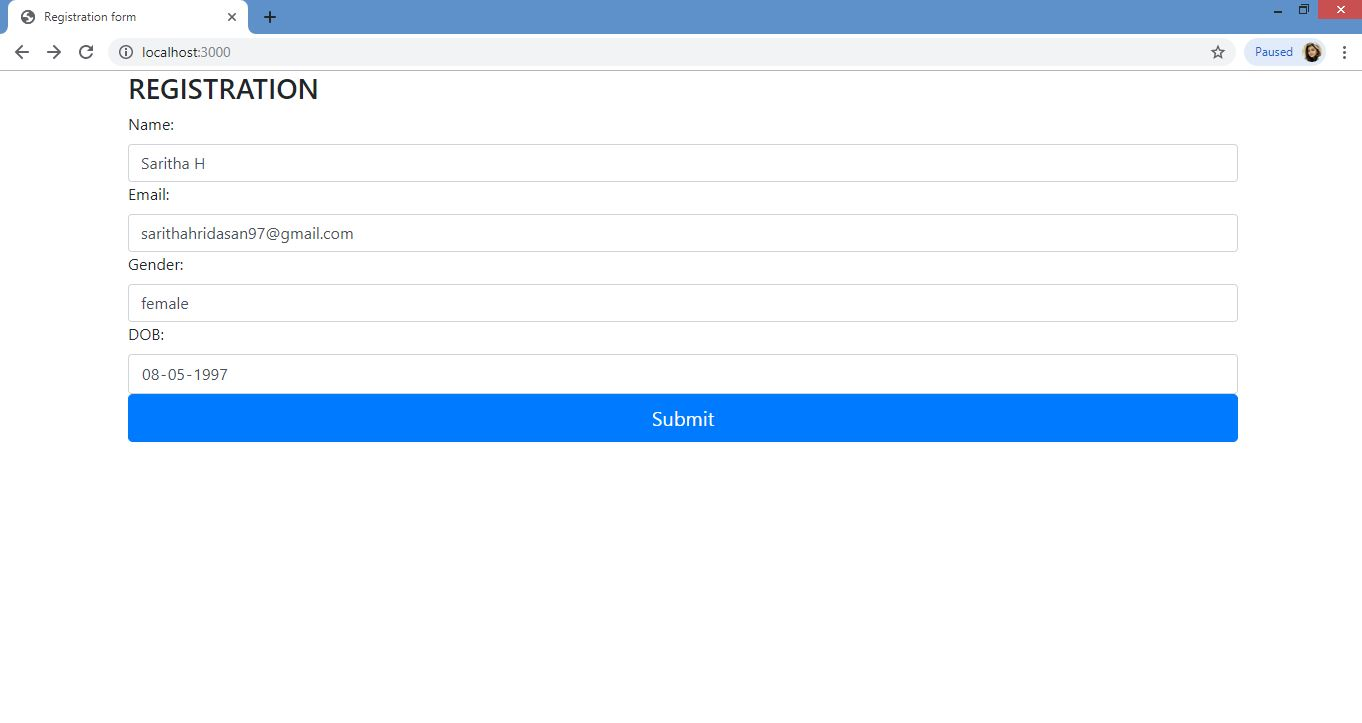 Registration form
localhost:3000
Paused
REGISTRATION
Name:
Saritha H
Email:
sarithahridasan97@gmail.com
Gender:
female
DOB:
08-05-1997
Submit